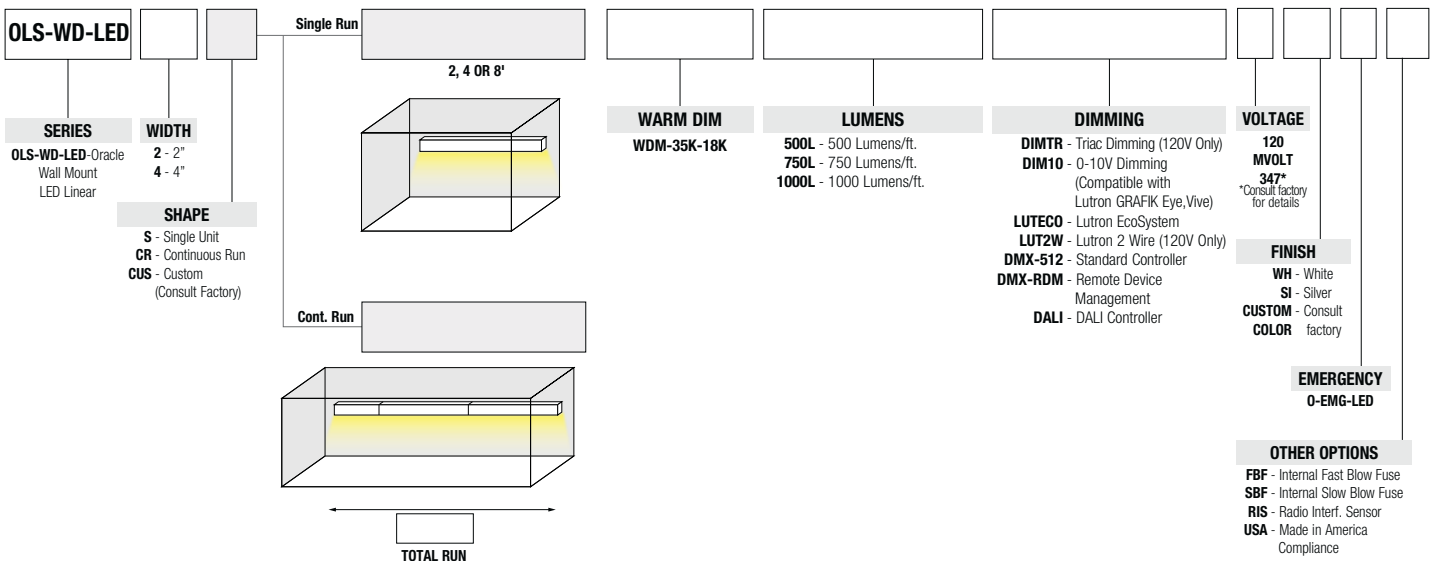 OLS-WD-LED
Single Run
2, 4 OR 8'
SERIES
OLS-WD-LED-Oracle
Wall Mount
LED Linear
WIDTH
2 - 2”
4 - 4”
SHAPE
S - Single Unit
CR - Continuous Run
CUS - Custom
(Consult Factory)
Cont. Run
TOTAL RUN
WARM DIM
WDM-35K-18K
LUMENS
500L - 500 Lumens/ft.
750L - 750 Lumens/ft.
1000L - 1000 Lumens/ft.
DIMMING
DIMTR - Triac Dimming (120V Only)
DIM10 - 0-10V Dimming
(Compatible with
Lutron GRAFIK Eye,Vive)
LUTECO - Lutron EcoSystem
LUT2W - Lutron 2 Wire (120V Only)
DMX-512 - Standard Controller
DMX-RDM - Remote Device
Management
DALI - DALI Controller
VOLTAGE
120
MVOLT
347*
*Consult factory
for details
FINISH
WH - White
SI - Silver
CUSTOM - Consult
COLOR factory
EMERGENCY
O-EMG-LED
OTHER OPTIONS
FBF - Internal Fast Blow Fuse
SBF - Internal Slow Blow Fuse
RIS - Radio Interf. Sensor
USA - Made in America
Compliance